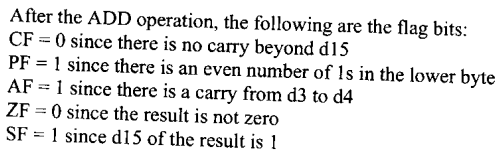 After the ADD operation, the following are the flag bits:
CF = 0 since there is no carry beyond d15
PF = 1 since there is an even number of 1s in the lower byte
AF = 1 since there is a carry from d3 to d4
ZF = 0 since the result is not zero
SF = 1 since d15 of the result is 1